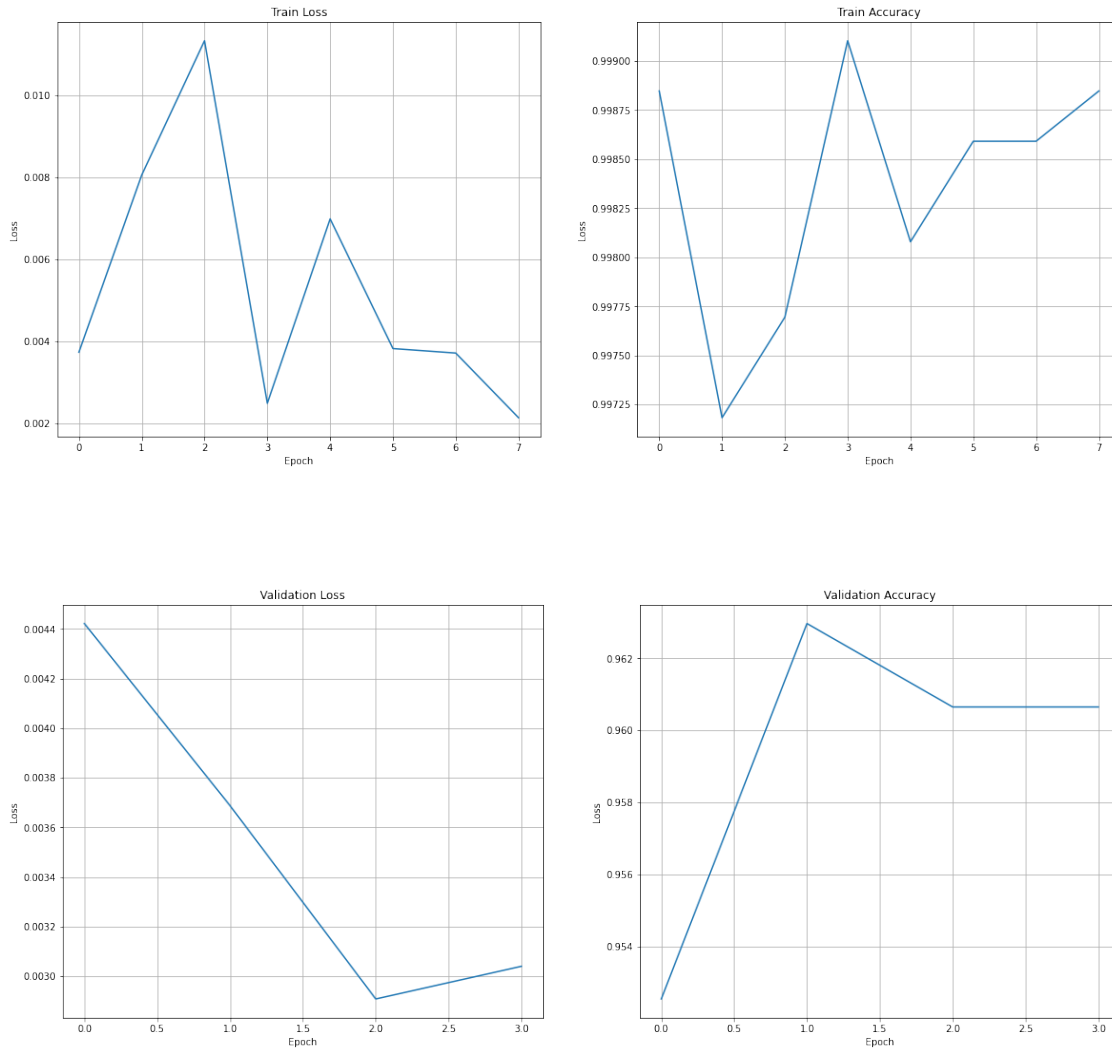 Train Loss
0.010
0.008
0.006
0.004
0.002
Loss
0 1 2 3 4 5 6 7
Epoch
Train Accuracy
0.99900
0.99875
0.99850
0.99825
0.99800
0.99775
0.99750
0.99725
Loss
0 1 2 3 4 5 6 7
Epoch
Validation Loss
0.0044
0.0042
0.0040
0.0038
0.0036
0.0034
0.0032
0.0030
Loss
0.0 0.5 1.0 1.5 2.0 2.5 3.0
Epoch
Validation Accuracy
0.962
0.960
0.958
0.956
0.954
Loss
0.0 0.5 1.0 1.5 2.0 2.5 3.0
Epoch